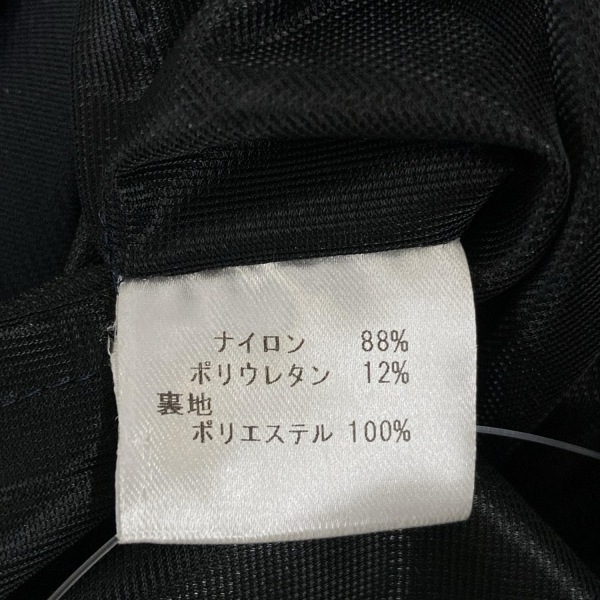 ナイロン 88%
ポリウレタン 12%
裏地
ポリエステル 100%